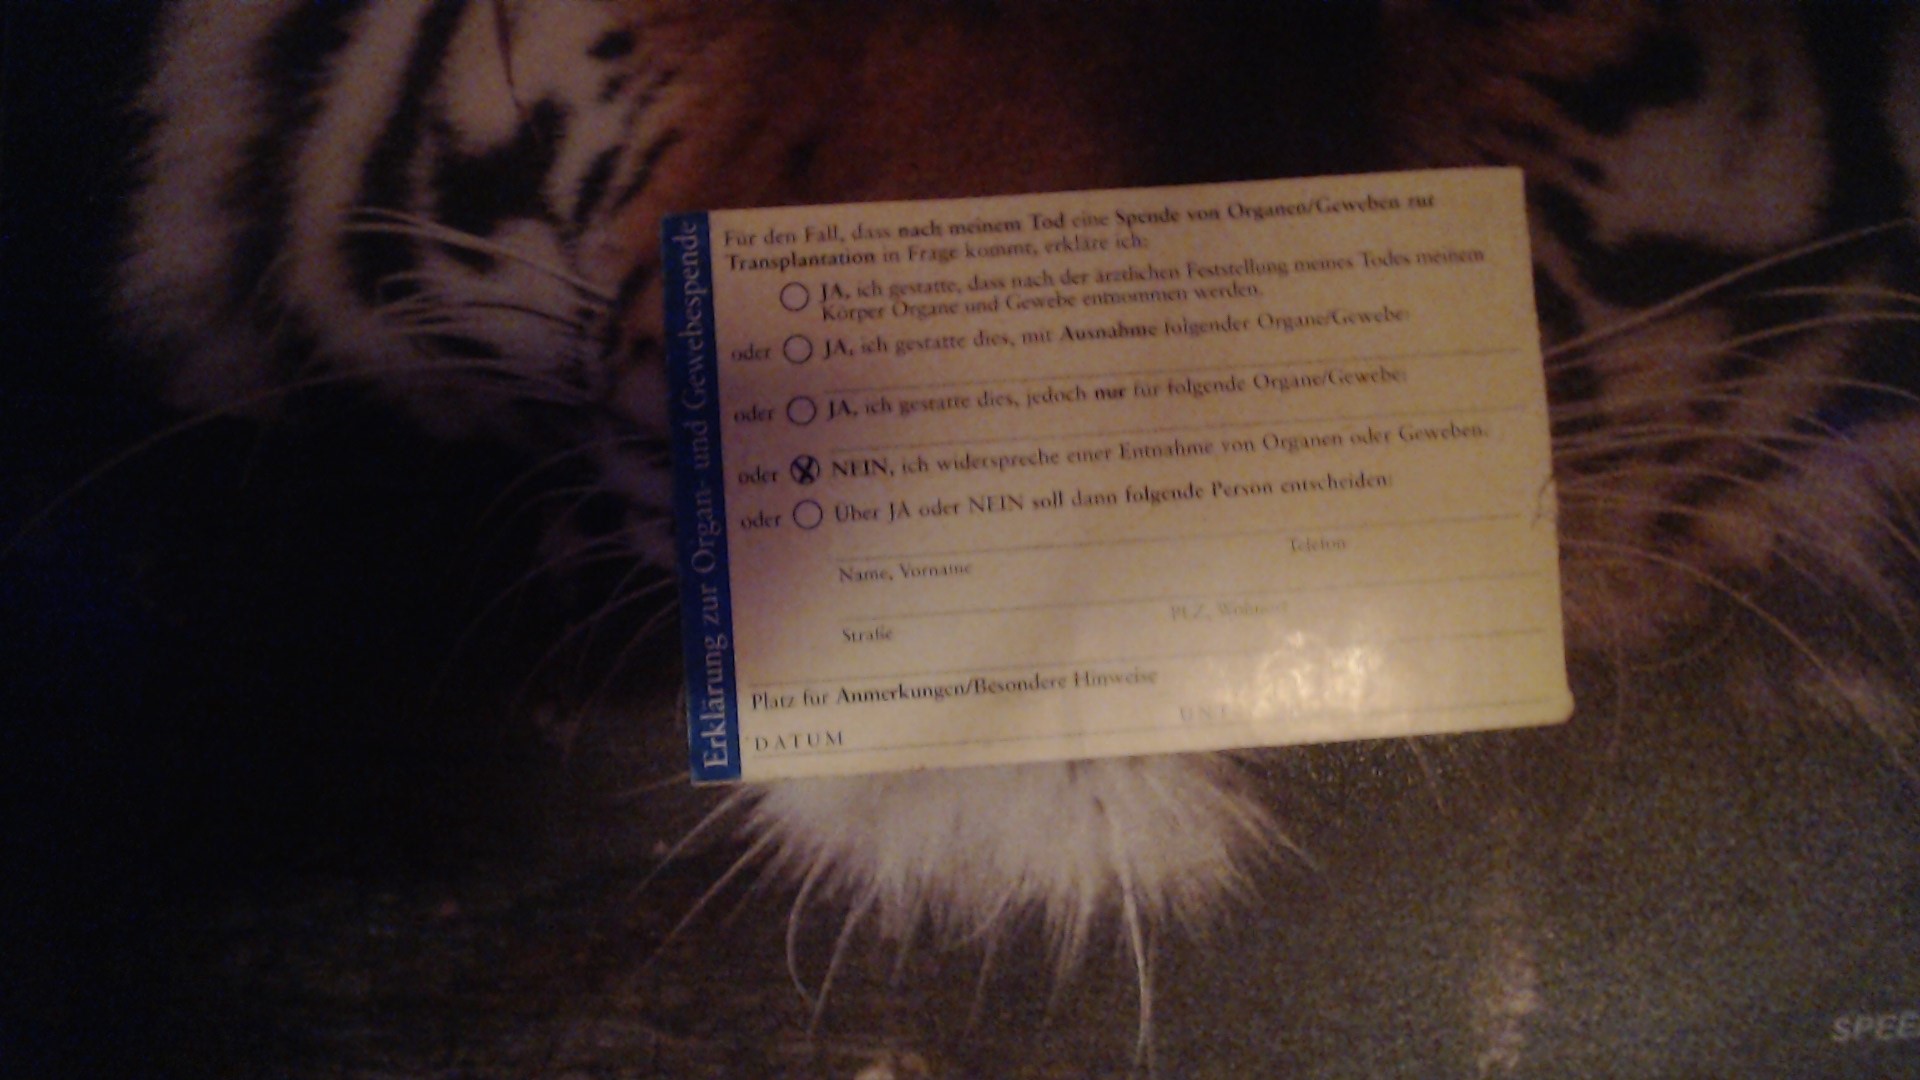 Erklärung zur Organ- und Gewebespende
Für den Fall, dass nach meinem Tod eine Spende von Organen/Geweben zur
Transplantation in Frage kommt, erkläre ich:
JA, ich gestatte, dass nach der ärztlichen Feststellung meines Todes meinem
Körper Organe und Gewebe entnommen werden.
oder JA, ich gestatte dies, mit Ausnahme folgender Organe/Gewebe:
oder JA, ich gestatte dies, jedoch nur für folgende Organe/Gewebe:
oder NEIN, ich widerspreche einer Entnahme von Organen oder Geweben.
oder Über JA oder NEIN soll dann folgende Person entscheiden:
Name, Vorname Telefon
Straße PLZ, Wohnort
Platz für Anmerkungen/Besondere Hinweise
DATUM